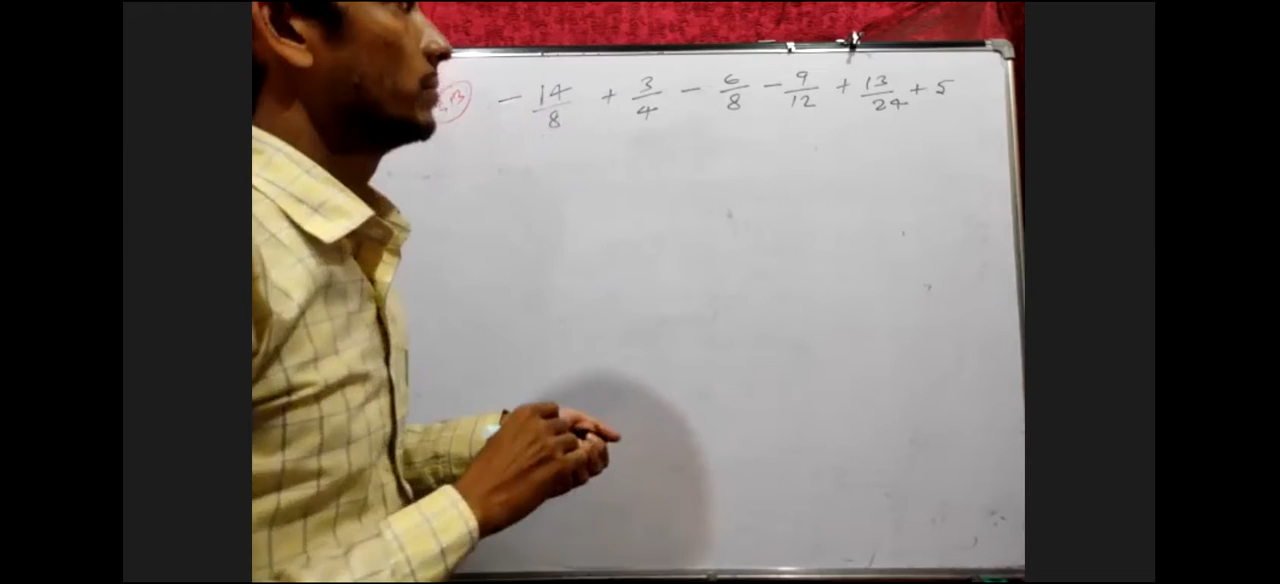 - 14/8 + 3/4 - 6/8 - 9/12 + 13/24 + 5